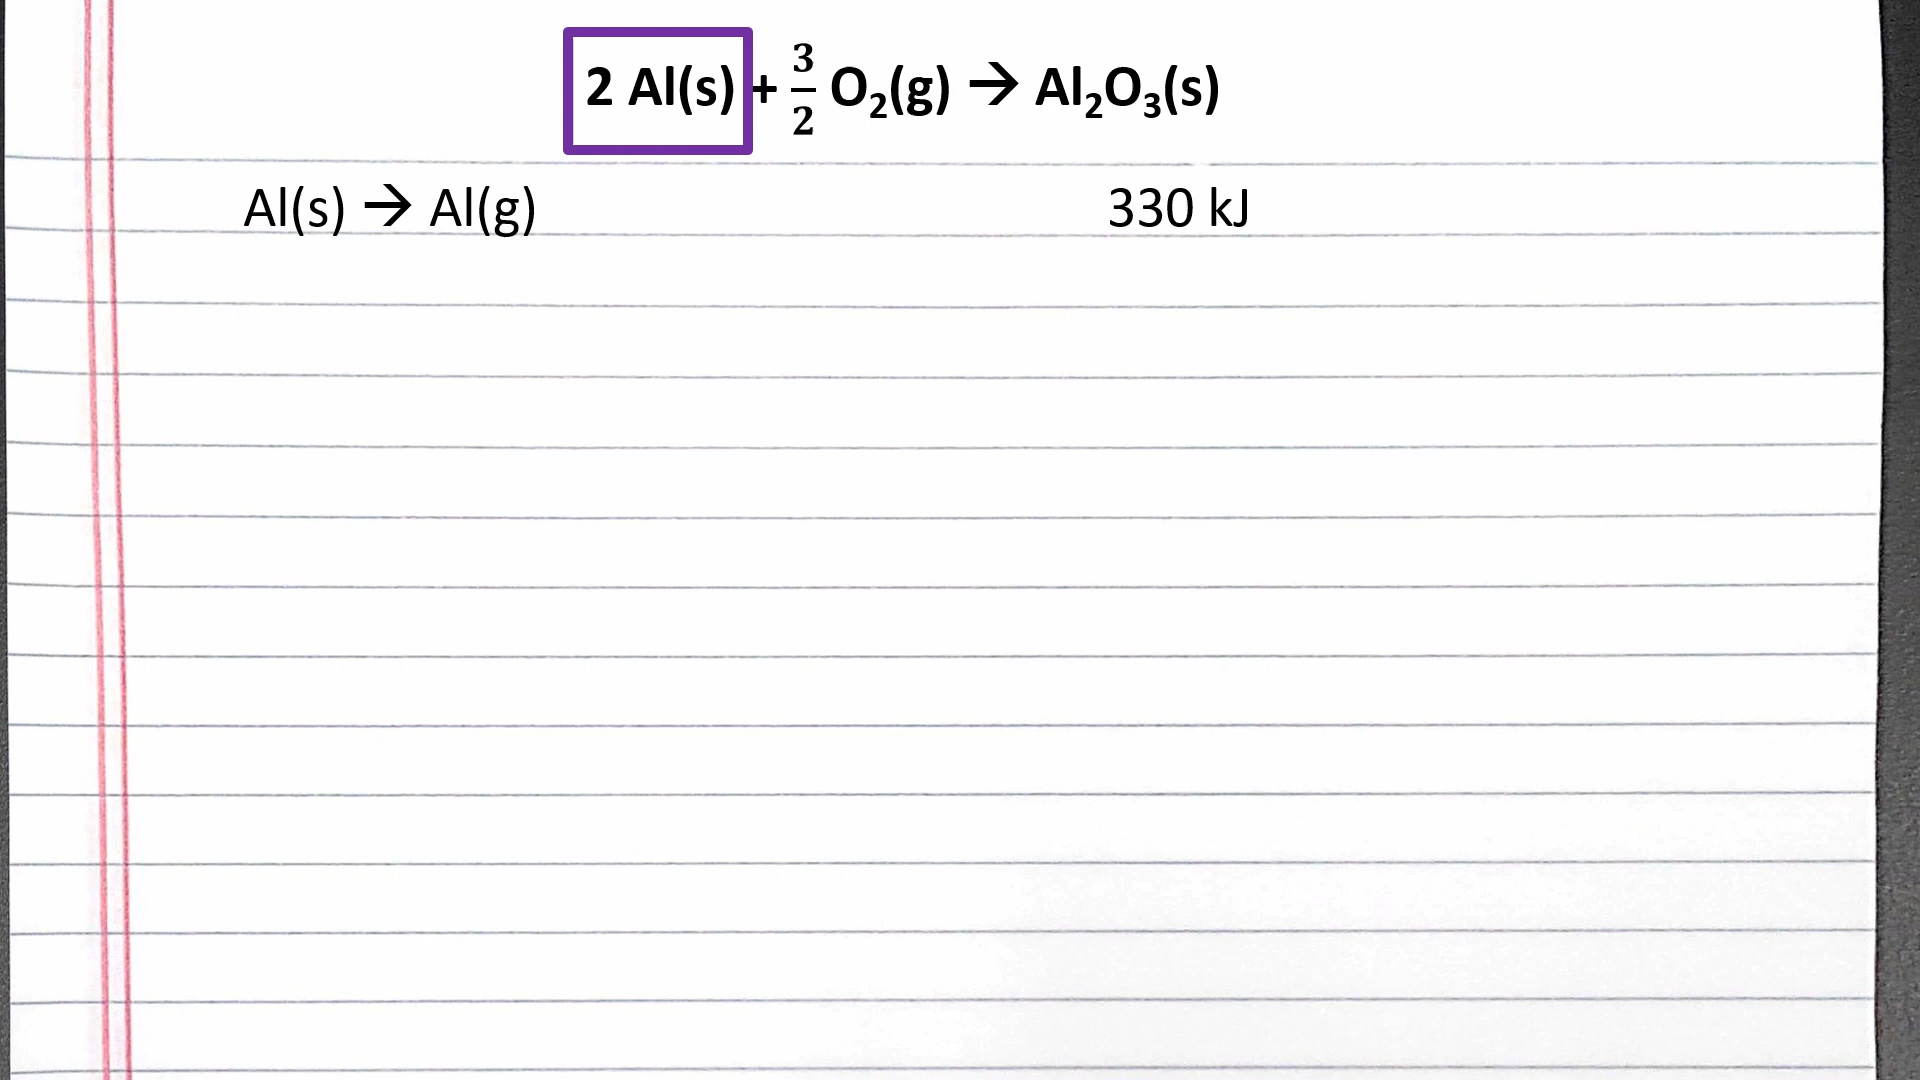 2 Al(s) + 3/2 O₂(g) → Al₂O₃(s)
Al(s) → Al(g) 330 kJ